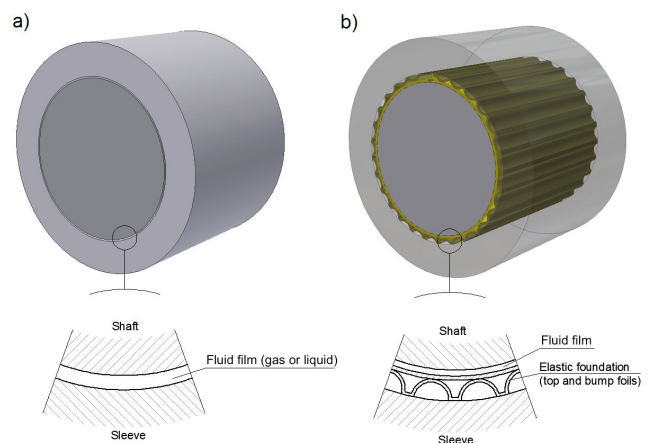 a)
b)
Shaft
Fluid film (gas or liquid)
Sleeve
Shaft
Fluid film
Elastic foundation
(top and bump foils)
Sleeve